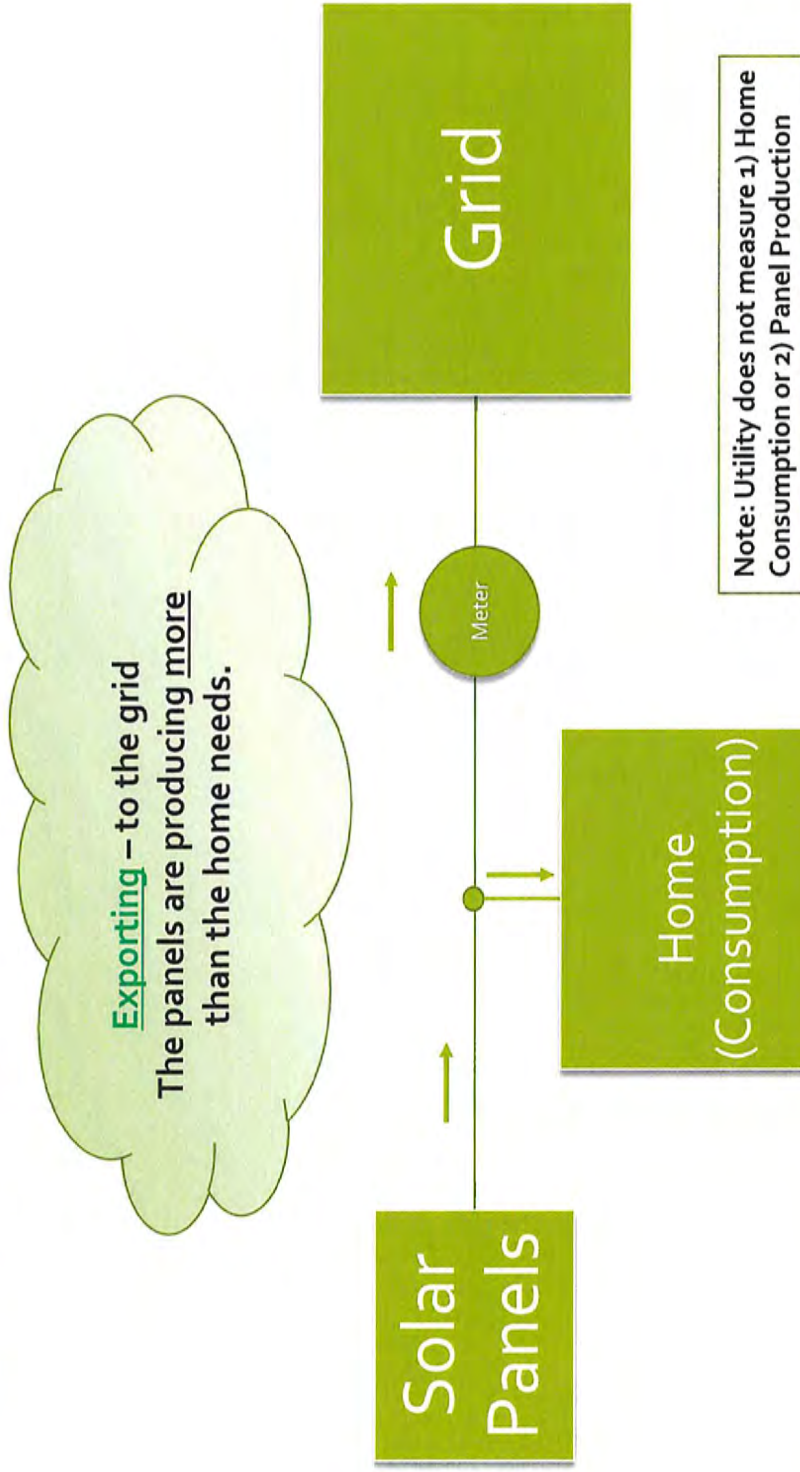 Exporting – to the grid
The panels are producing more
than the home needs.
Solar
Panels
Home
(Consumption)
Meter
Grid
Note: Utility does not measure 1) Home
Consumption or 2) Panel Production